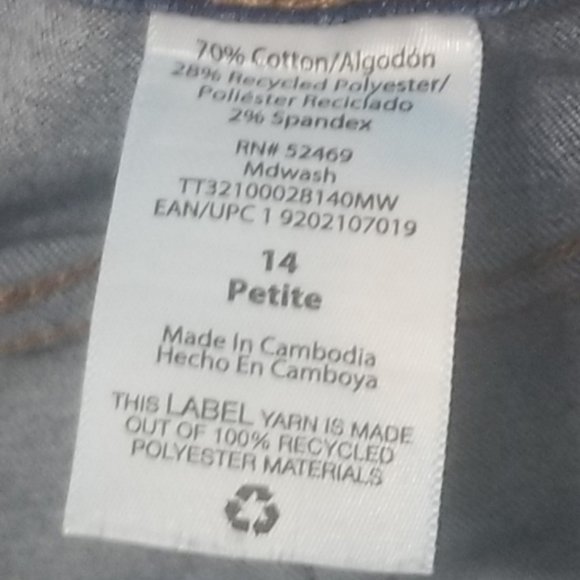 70% Cotton/Algodón
28% Recycled Polyester/
Poliéster Reciclado
2% Spandex
RN# 52469
Mdwash
TT32100028140MW
EAN/UPC 1 9202107019
14
Petite
Made In Cambodia
Hecho En Camboya
THIS LABEL YARN IS MADE
OUT OF 100% RECYCLED
POLYESTER MATERIALS